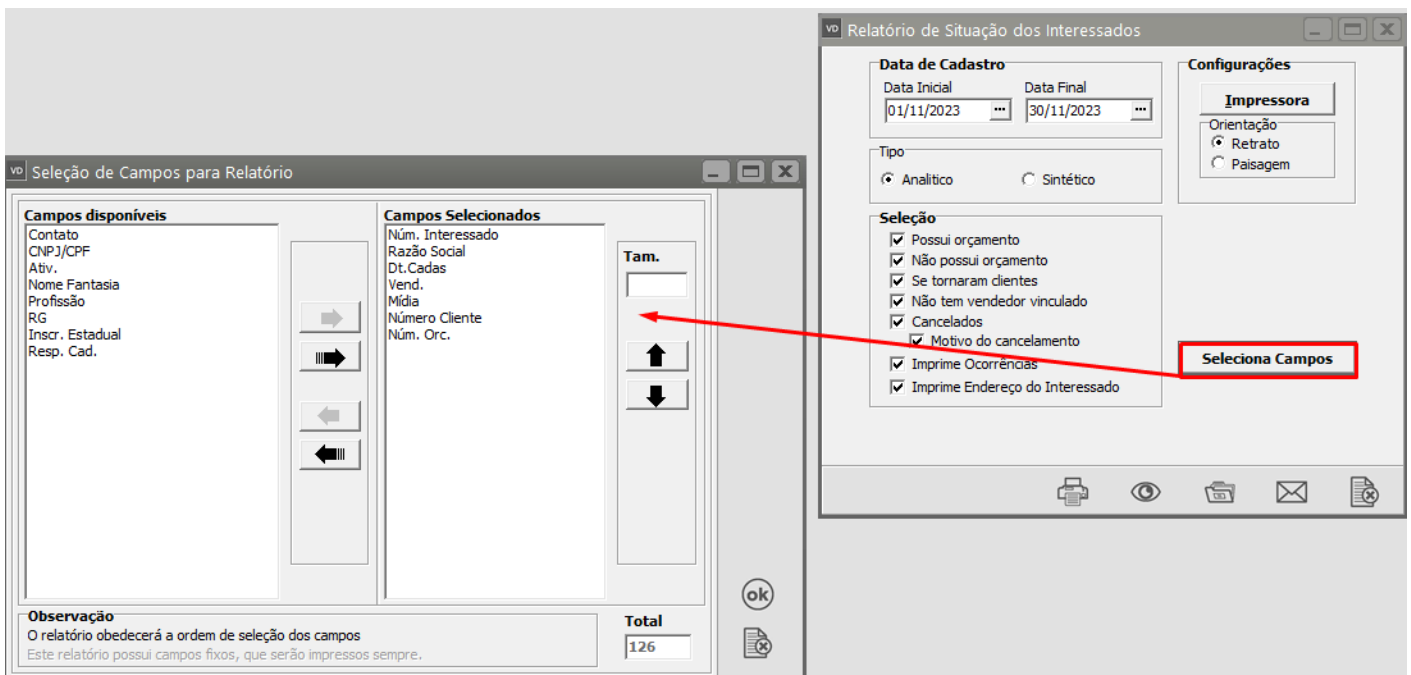 VD Relatório de Situação dos Interessados
Data de Cadastro
Data Inicial Data Final
01/11/2023 ... 30/11/2023 ...
Configurações
Impressora
Orientação
Retrato
Paisagem
Tipo
Analitico Sintético
Seleção
Possui orçamento
Não possui orçamento
Se tornaram clientes
Não tem vendedor vinculado
Cancelados
Motivo do cancelamento
Imprime Ocorrências
Imprime Endereço do Interessado
Seleciona Campos
VD Seleção de Campos para Relatório
Campos disponíveis
Contato
CNPJ/CPF
Ativ.
Nome Fantasia
Profissão
RG
Inscr. Estadual
Resp. Cad.
Campos Selecionados
Núm. Interessado
Razão Social
Dt.Cadas
Vend.
Mídia
Número Cliente
Núm. Orc.
Tam.
ok
Observação
O relatório obedecerá a ordem de seleção dos campos
Este relatório possui campos fixos, que serão impressos sempre.
Total
126